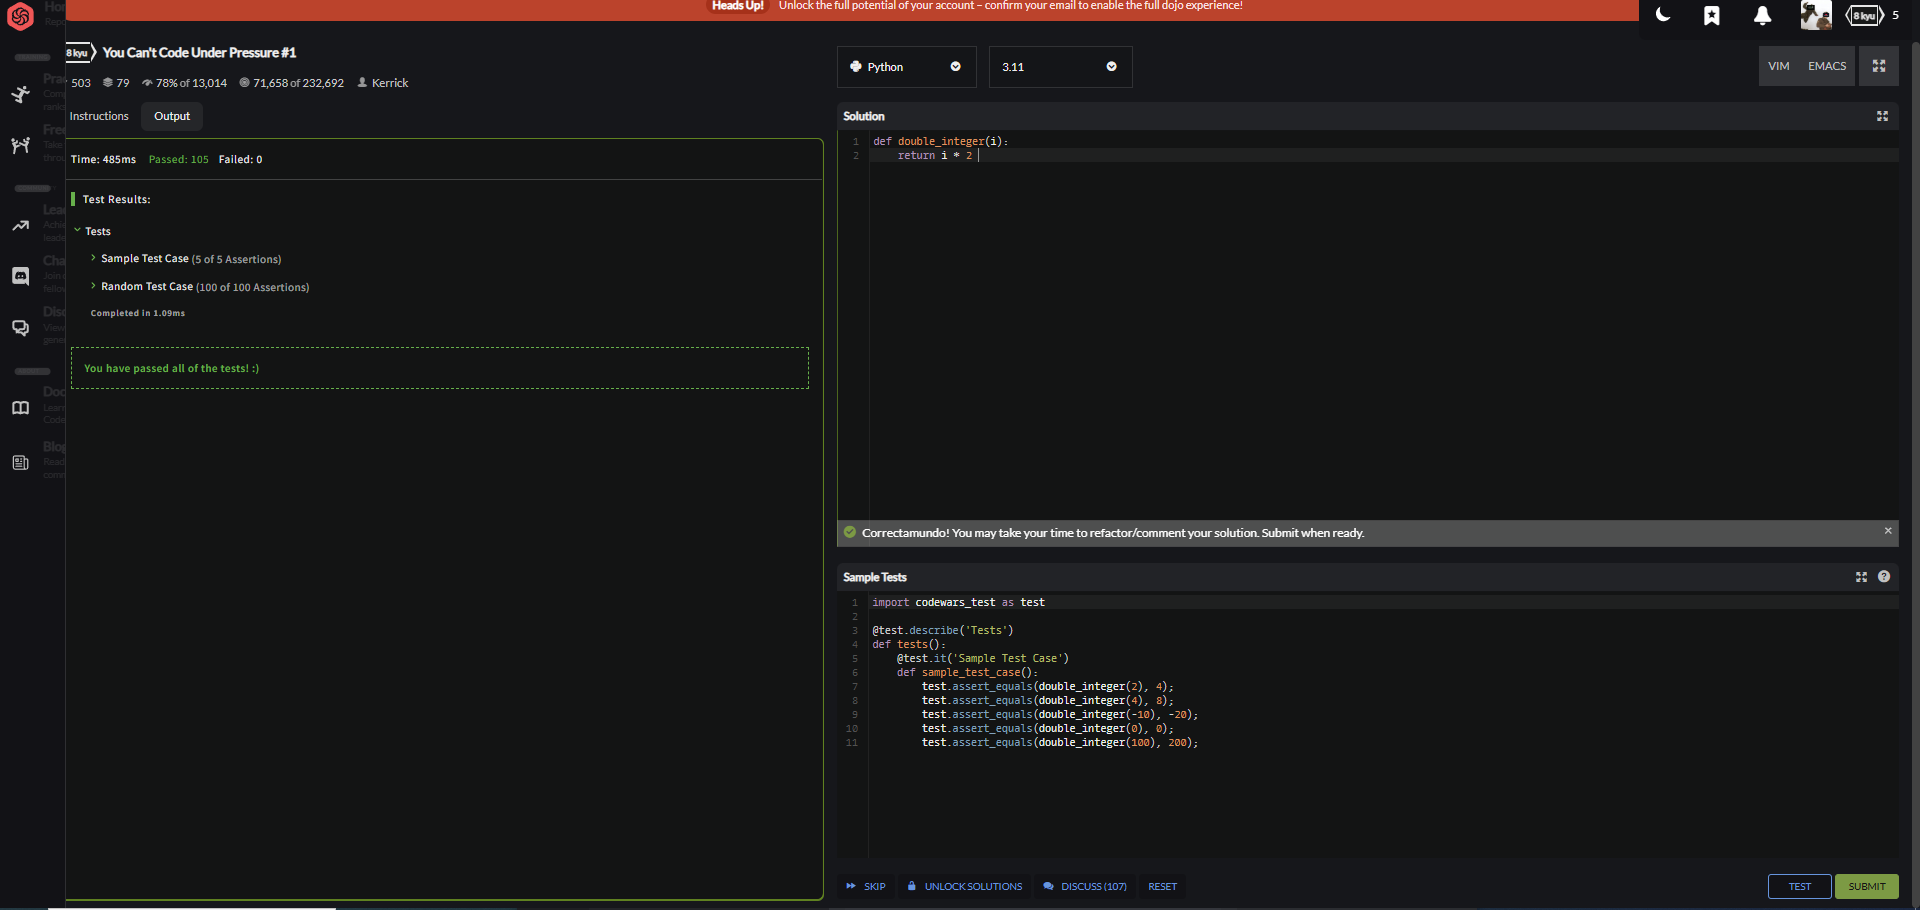 Heads Up! Unlock the full potential of your account – confirm your email to enable the full dojo experience!
8 kyu 5
8 kyu You Can't Code Under Pressure #1
503 79 78% of 13,014 71,658 of 232,692 Kerrick
Instructions Output
Time: 485ms Passed: 105 Failed: 0
Test Results:
Tests
Sample Test Case (5 of 5 Assertions)
Random Test Case (100 of 100 Assertions)
Completed in 1.09ms
You have passed all of the tests! :)
Python 3.11 VIM EMACS
Solution
1 def double_integer(i):
2 return i * 2
Correctamundo! You may take your time to refactor/comment your solution. Submit when ready.
Sample Tests
1 import codewars_test as test
2
3 @test.describe('Tests')
4 def tests():
5 @test.it('Sample Test Case')
6 def sample_test_case():
7 test.assert_equals(double_integer(2), 4);
8 test.assert_equals(double_integer(4), 8);
9 test.assert_equals(double_integer(-10), -20);
10 test.assert_equals(double_integer(0), 0);
11 test.assert_equals(double_integer(100), 200);
SKIP UNLOCK SOLUTIONS DISCUSS (107) RESET TEST SUBMIT